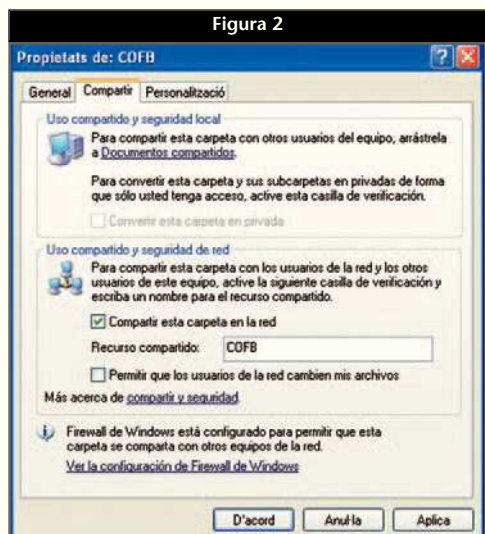 Figura 2
Propietats de: COFB
General Compartir Personalització
Uso compartido y seguridad local
Para compartir esta carpeta con otros usuarios del equipo, arrástrela
a Documentos compartidos.
Para convertir esta carpeta y sus subcarpetas en privadas de forma
que sólo usted tenga acceso, active esta casilla de verificación.
Convertir esta carpeta en privada
Uso compartido y seguridad de red
Para compartir esta carpeta con los usuarios de la red y los otros
usuarios de este equipo, active la siguiente casilla de verificación y
escriba un nombre para el recurso compartido.
Compartir esta carpeta en la red
Recurso compartido: COFB
Permitir que los usuarios de la red cambien mis archivos
Más acerca de compartir y seguridad.
Firewall de Windows está configurado para permitir que esta
carpeta se comparta con otros equipos de la red.
Ver la configuración de Firewall de Windows
D'acord Anul·la Aplica